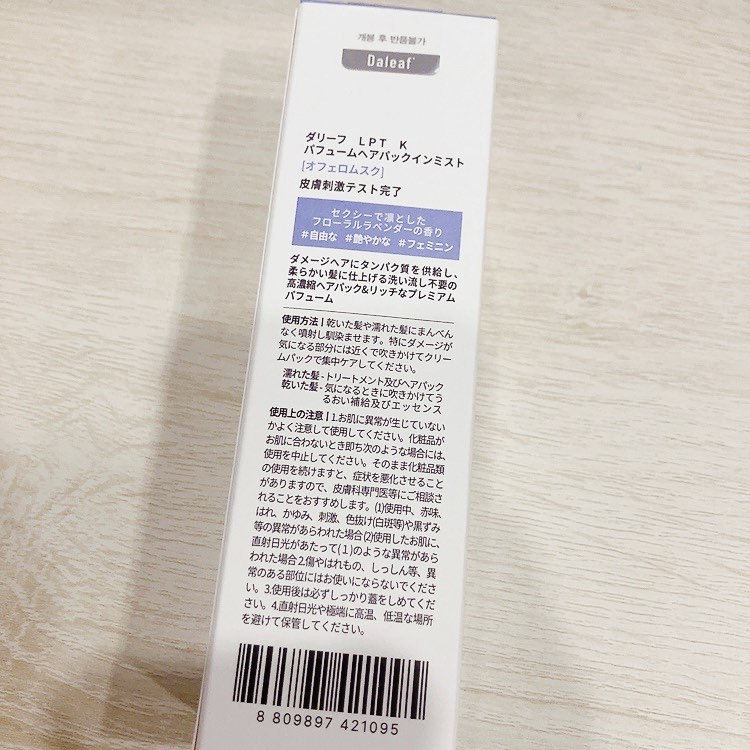 개봉 후 반품불가
Daleaf
ダリーフ LPT K
パフュームヘアパックインミスト
[オフェロムスク]
皮膚刺激テスト完了
セクシーで凛とした
フローラルラベンダーの香り
#自由な #艶やかな #フェミニン
ダメージヘアにタンパク質を供給し、
柔らかい髪に仕上げる洗い流し不要の
高濃縮ヘアパック&リッチなプレミアム
パフューム
使用方法 | 乾いた髪や濡れた髪にまんべん
なく噴射し馴染ませます。特にダメージが
気になる部分には近くで吹きかけてクリー
ムパックで集中ケアしてください。
濡れた髪 - トリートメント及びヘアパック
乾いた髪 - 気になるときに吹きかけてう
るおい補給及びエッセンス
使用上の注意 | 1.お肌に異常が生じていない
かよく注意して使用してください。化粧品が
お肌に合わないとき即ち次のような場合には、
使用を中止してください。そのまま化粧品類
の使用を続けますと、症状を悪化させること
がありますので、皮膚科専門医等にご相談さ
れることをおすすめします。(1)使用中、赤味、
はれ、かゆみ、刺激、色抜け(白斑等)や黒ずみ
等の異常があらわれた場合(2)使用したお肌に、
直射日光があたって(1)のような異常があら
われた場合2.傷やはれもの、しっしん等、異
常のある部位にはお使いにならないでくださ
い。3.使用後は必ずしっかり蓋をしめてくだ
さい。4.直射日光や極端に高温、低温な場所
を避けて保管してください。
8 809897 421095